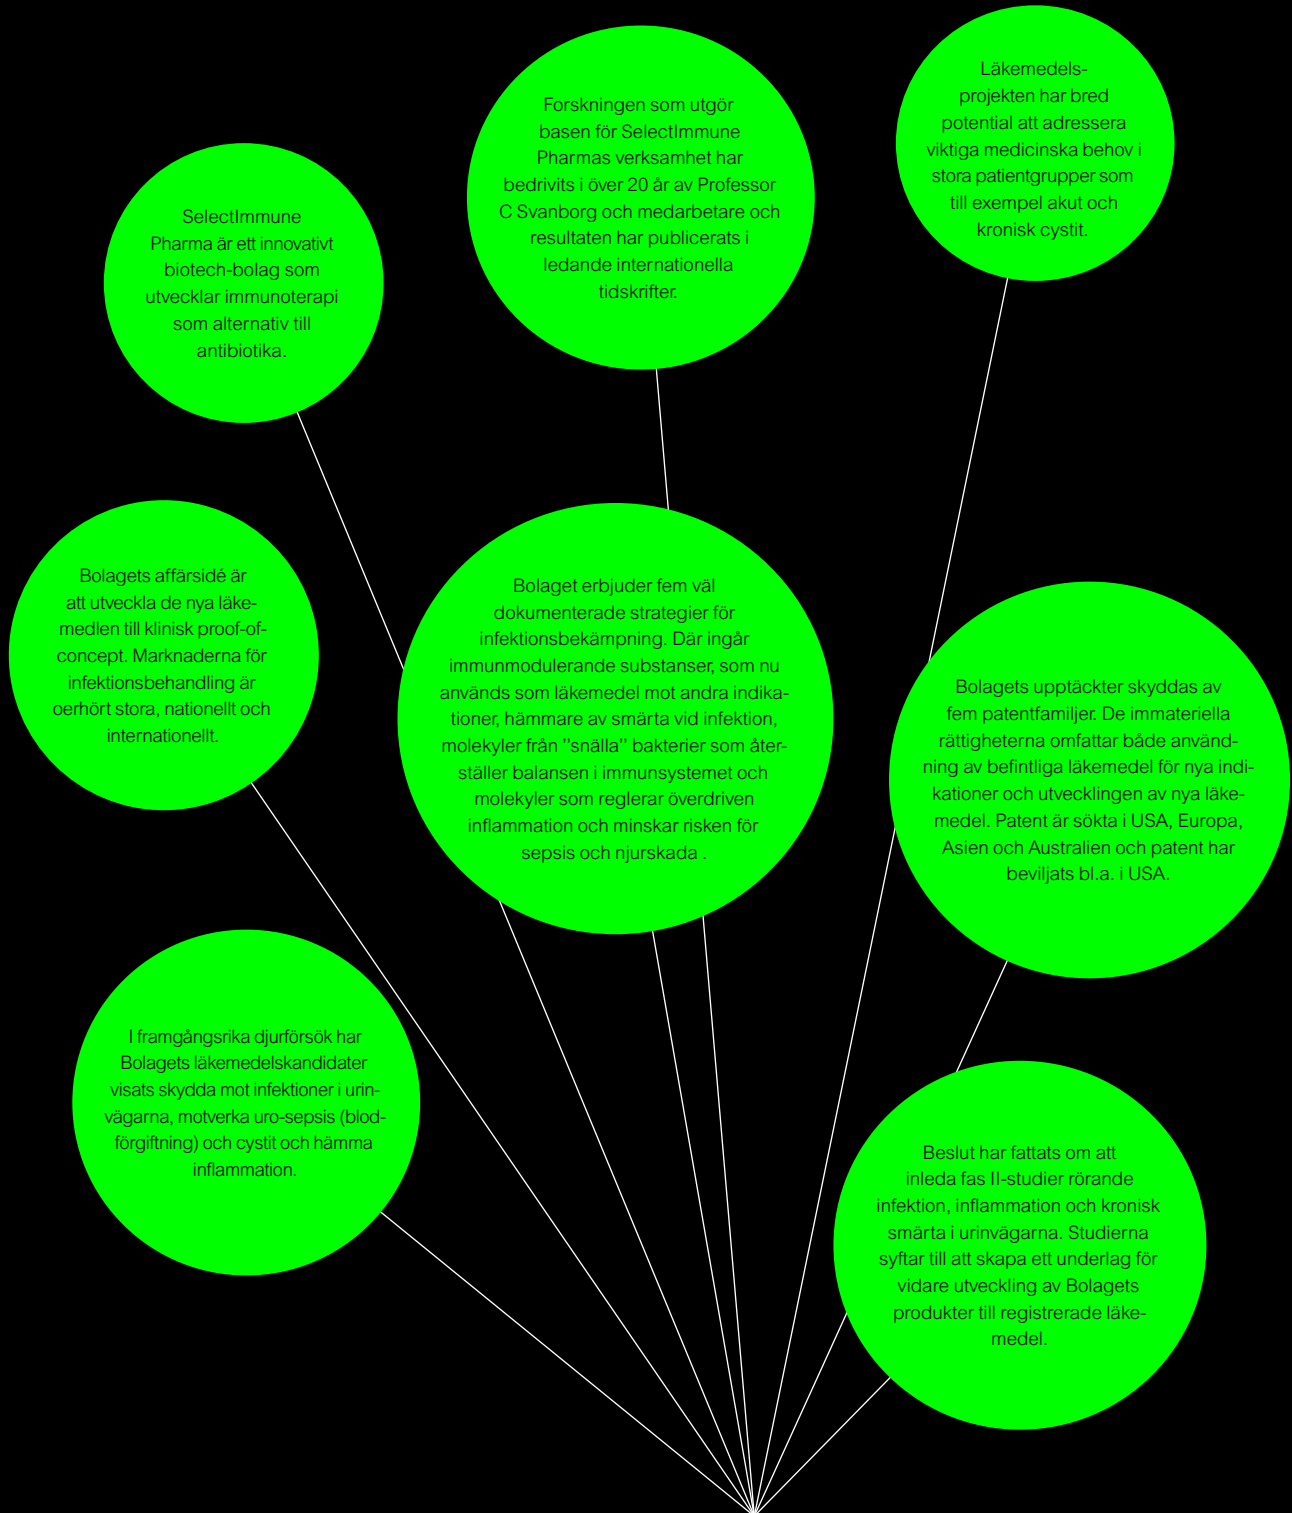 SelectImmune
Pharma är ett innovativt
biotech-bolag som
utvecklar immunoterapi
som alternativ till
antibiotika.
Forskningen som utgör
basen för SelectImmune
Pharmas verksamhet har
bedrivits i över 20 år av Professor
C Svanborg och medarbetare och
resultaten har publicerats i
ledande internationella
tidskrifter.
Läkemedels-
projekten har bred
potential att adressera
viktiga medicinska behov i
stora patientgrupper som
till exempel akut och
kronisk cystit.
Bolagets affärsidé är
att utveckla de nya läke-
medlen till klinisk proof-of-
concept. Marknaderna för
infektionsbehandling är
oerhört stora, nationellt och
internationellt.
Bolaget erbjuder fem väl
dokumenterade strategier för
infektionsbekämpning. Där ingår
immunmodulerande substanser, som nu
används som läkemedel mot andra indika-
tioner, hämmare av smärta vid infektion,
molekyler från ”snälla” bakterier som åter-
ställer balansen i immunsystemet och
molekyler som reglerar överdriven
inflammation och minskar risken för
sepsis och njurskada .
Bolagets upptäckter skyddas av
fem patentfamiljer. De immateriella
rättigheterna omfattar både använd-
ning av befintliga läkemedel för nya indi-
kationer och utvecklingen av nya läke-
medel. Patent är sökta i USA, Europa,
Asien och Australien och patent har
beviljats bl.a. i USA.
I framgångsrika djurförsök har
Bolagets läkemedelskandidater
visats skydda mot infektioner i urin-
vägarna, motverka uro-sepsis (blod-
förgiftning) och cystit och hämma
inflammation.
Beslut har fattats om att
inleda fas II-studier rörande
infektion, inflammation och kronisk
smärta i urinvägarna. Studierna
syftar till att skapa ett underlag för
vidare utveckling av Bolagets
produkter till registrerade läke-
medel.